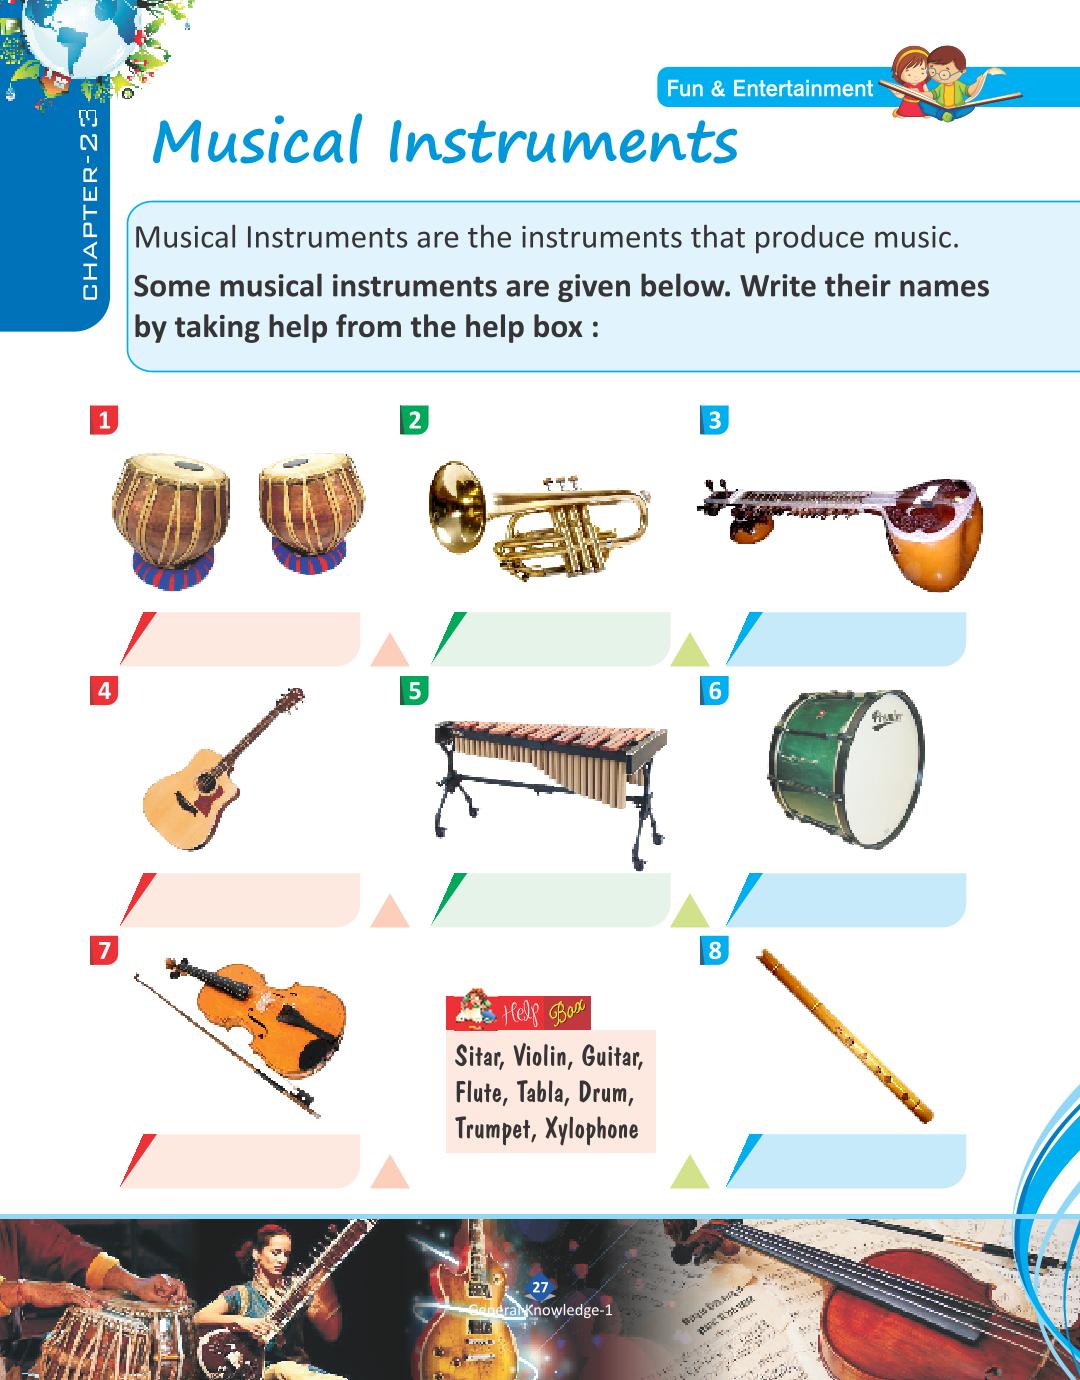 CHAPTER-23
Fun & Entertainment
Musical Instruments
Musical Instruments are the instruments that produce music.
Some musical instruments are given below. Write their names
by taking help from the help box :
1
2
3
4
5
6
Premier
7
8
Help Box
Sitar, Violin, Guitar,
Flute, Tabla, Drum,
Trumpet, Xylophone
27
General Knowledge-1